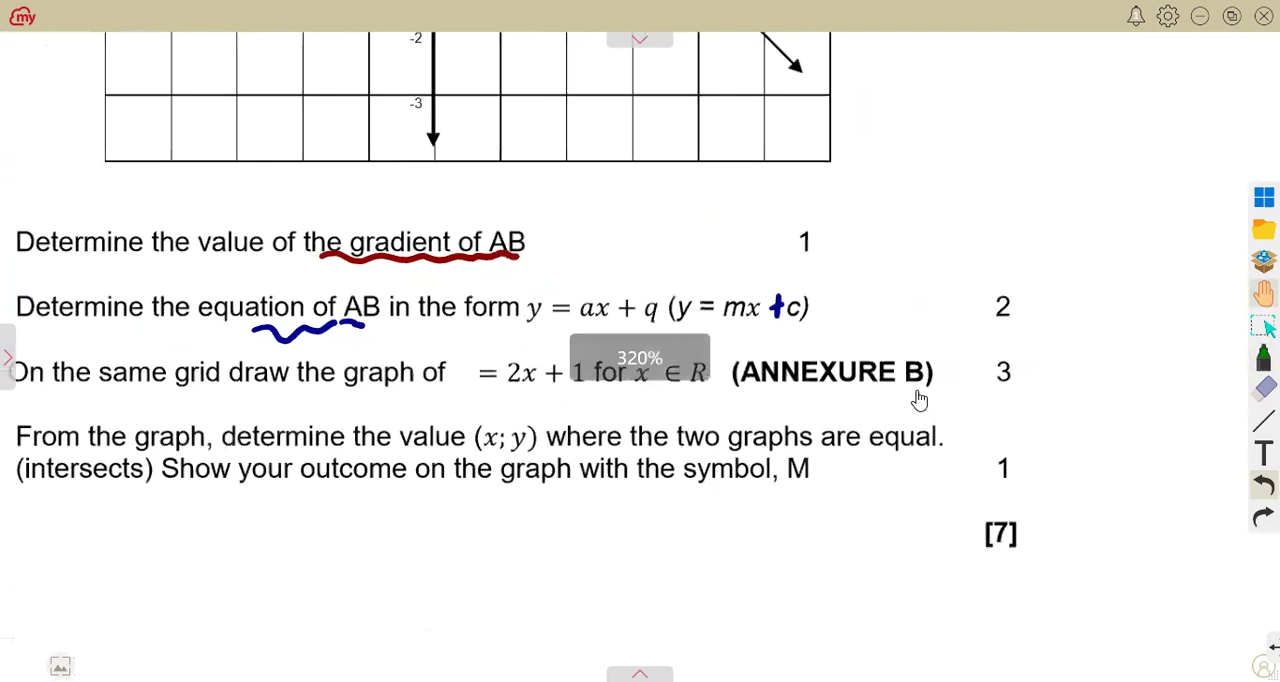 my
-2
-3
Determine the value of the gradient of AB 1
Determine the equation of AB in the form y = ax + q (y = mx + c) 2
On the same grid draw the graph of = 2x + 1 for x ∈ R (ANNEXURE B) 3
320%
From the graph, determine the value (x; y) where the two graphs are equal.
(intersects) Show your outcome on the graph with the symbol, M 1
[7]
T